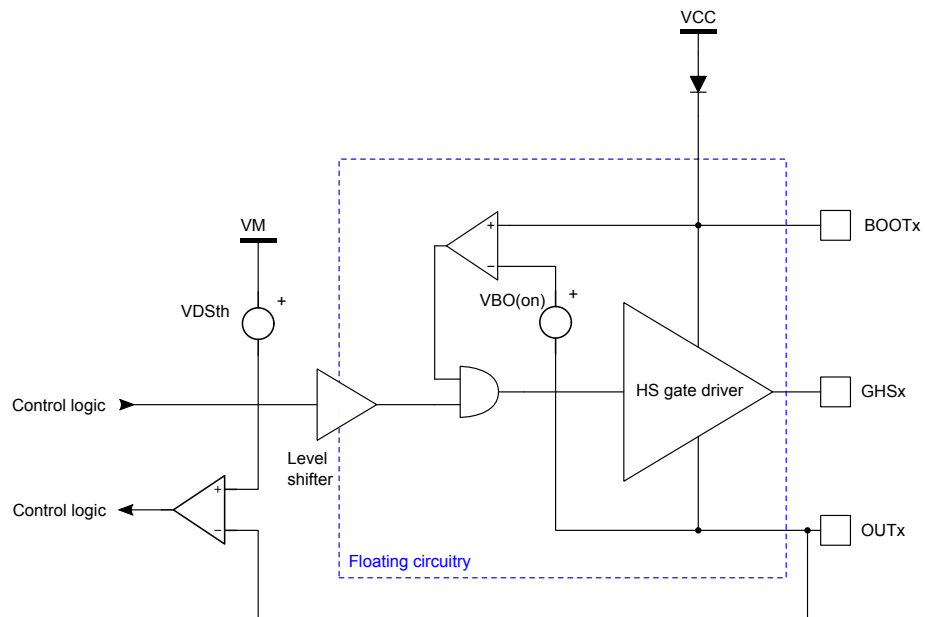 VCC
BOOTx
VM
+
−
+
VDSth
VBO(on)
+
HS gate driver
GHSx
Control logic
Level
shifter
Control logic
+
−
OUTx
Floating circuitry